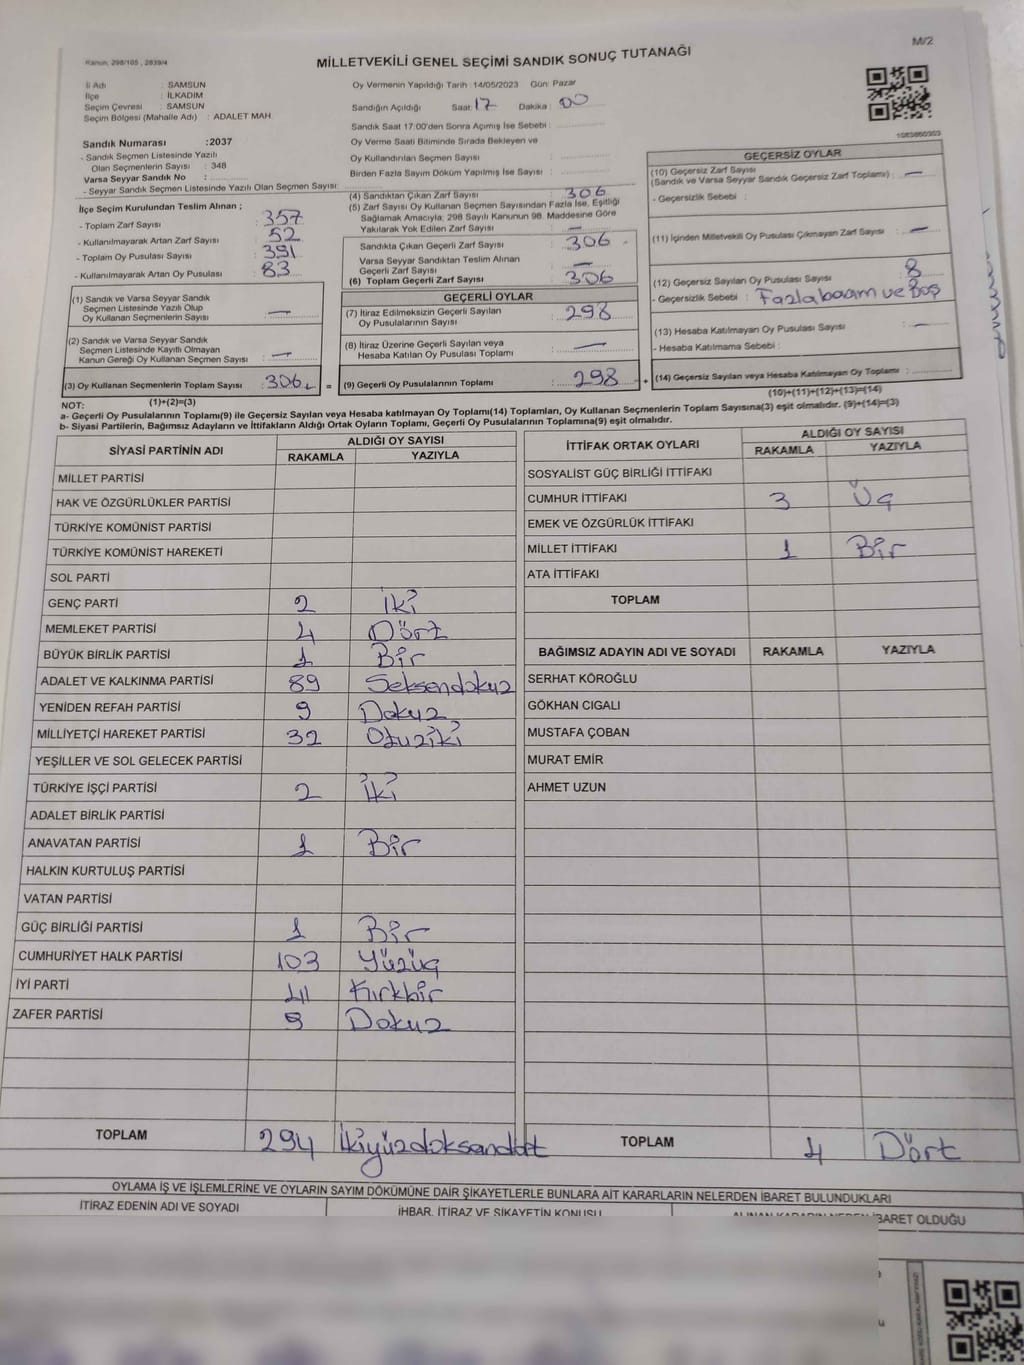 M/2
Kanun, 298/105 , 2839/4
MİLLETVEKİLİ GENEL SEÇİMİ SANDIK SONUÇ TUTANAĞI
İl Adı : SAMSUN
İlçe : İLKADIM
Seçim Çevresi : SAMSUN
Seçim Bölgesi (Mahalle Adı) : ADALET MAH.
Sandık Numarası :2037
- Sandık Seçmen Listesinde Yazılı
Olan Seçmenlerin Sayısı : 348
Varsa Seyyar Sandık No :
- Seyyar Sandık Seçmen Listesinde Yazılı Olan Seçmen Sayısı
Oy Vermenin Yapıldığı Tarih : 14/05/2023 Gün: Pazar
Sandığın Açıldığı Saat: 17 Dakika : 00
Sandık Saat 17:00'den Sonra Açımış İse Sebebi :
Oy Verme Saati Bitiminde Sırada Bekleyen ve
Oy Kullandırılan Seçmen Sayısı
Birden Fazla Sayım Döküm Yapılmış İse Sayısı :
1083860303
İlçe Seçim Kurulundan Teslim Alınan ;
- Toplam Zarf Sayısı : 357
- Kullanılmayarak Artan Zarf Sayısı : 52
- Toplam Oy Pusulası Sayısı : 391
- Kullanılmayarak Artan Oy Pusulası : 83
(1) Sandık ve Varsa Seyyar Sandık
Seçmen Listesinde Yazılı Olup
Oy Kullanan Seçmenlerin Sayısı : —
(2) Sandık ve Varsa Seyyar Sandık
Seçmen Listesinde Kayıtlı Olmayan
Kanun Gereği Oy Kullanan Seçmen Sayısı : —
(3) Oy Kullanan Seçmenlerin Toplam Sayısı : 306 =
(1)+(2)=(3)
(4) Sandıktan Çıkan Zarf Sayısı : 306
(5) Zarf Sayısı Oy Kullanan Seçmen Sayısından Fazla İse, Eşitliği
Sağlamak Amacıyla; 298 Sayılı Kanunun 98. Maddesine Göre
Yakılarak Yok Edilen Zarf Sayısı : —
Sandıkta Çıkan Geçerli Zarf Sayısı : 306
Varsa Seyyar Sandıktan Teslim Alınan
Geçerli Zarf Sayısı : —
(6) Toplam Geçerli Zarf Sayısı : 306
GEÇERLİ OYLAR
(7) İtiraz Edilmeksizin Geçerli Sayılan
Oy Pusulalarının Sayısı : 298
(8) İtiraz Üzerine Geçerli Sayılan veya
Hesaba Katılan Oy Pusulası Toplamı : —
(9) Geçerli Oy Pusulalarının Toplamı : 298 +
GEÇERSİZ OYLAR
(10) Geçersiz Zarf Sayısı
(Sandık ve Varsa Seyyar Sandık Geçersiz Zarf Toplamı) : —
- Geçersizlik Sebebi :
(11) İçinden Milletvekili Oy Pusulası Çıkmayan Zarf Sayısı : —
(12) Geçersiz Sayılan Oy Pusulası Sayısı : 8
- Geçersizlik Sebebi : Fazla basım ve Boş
(13) Hesaba Katılmayan Oy Pusulası Sayısı : —
- Hesaba Katılmama Sebebi :
(14) Geçersiz Sayılan veya Hesaba Katılmayan Oy Toplamı :
(10)+(11)+(12)+(13)=(14)
NOT:
a- Geçerli Oy Pusulalarının Toplamı(9) ile Geçersiz Sayılan veya Hesaba katılmayan Oy Toplamı(14) Toplamları, Oy Kullanan Seçmenlerin Toplam Sayısına(3) eşit olmalıdır. (9)+(14)=(3)
b- Siyasi Partilerin, Bağımsız Adayların ve İttifakların Aldığı Ortak Oyların Toplamı, Geçerli Oy Pusulalarının Toplamına(9) eşit olmalıdır.
SİYASİ PARTİNİN ADI ALDIĞI OY SAYISI
RAKAMLA YAZIYLA
MİLLET PARTİSİ
HAK VE ÖZGÜRLÜKLER PARTİSİ
TÜRKİYE KOMÜNİST PARTİSİ
TÜRKİYE KOMÜNİST HAREKETİ
SOL PARTİ
GENÇ PARTİ 2 İki
MEMLEKET PARTİSİ 4 Dört
BÜYÜK BİRLİK PARTİSİ 1 Bir
ADALET VE KALKINMA PARTİSİ 89 Seksendokuz
YENİDEN REFAH PARTİSİ 9 Dokuz
MİLLİYETÇİ HAREKET PARTİSİ 32 Otuziki
YEŞİLLER VE SOL GELECEK PARTİSİ
TÜRKİYE İŞÇİ PARTİSİ 2 İki
ADALET BİRLİK PARTİSİ
ANAVATAN PARTİSİ 1 Bir
HALKIN KURTULUŞ PARTİSİ
VATAN PARTİSİ
GÜÇ BİRLİĞİ PARTİSİ 1 Bir
CUMHURİYET HALK PARTİSİ 103 Yüzüç
İYİ PARTİ 41 Kırkbir
ZAFER PARTİSİ 9 Dokuz
TOPLAM 294 İkiyüzdoksandört
İTTİFAK ORTAK OYLARI ALDIĞI OY SAYISI
RAKAMLA YAZIYLA
SOSYALİST GÜÇ BİRLİĞİ İTTİFAKI
CUMHUR İTTİFAKI 3 Üç
EMEK VE ÖZGÜRLÜK İTTİFAKI
MİLLET İTTİFAKI 1 Bir
ATA İTTİFAKI
TOPLAM
BAĞIMSIZ ADAYIN ADI VE SOYADI RAKAMLA YAZIYLA
SERHAT KÖROĞLU
GÖKHAN CIGALI
MUSTAFA ÇOBAN
MURAT EMİR
AHMET UZUN
TOPLAM 4 Dört
OYLAMA İŞ VE İŞLEMLERİNE VE OYLARIN SAYIM DÖKÜMÜNE DAİR ŞİKAYETLERLE BUNLARA AİT KARARLARIN NELERDEN İBARET BULUNDUKLARI
İTİRAZ EDENİN ADI VE SOYADI İHBAR, İTİRAZ VE ŞİKAYETİN KONUSU ALINAN KARARIN NEDEN İBARET OLDUĞU